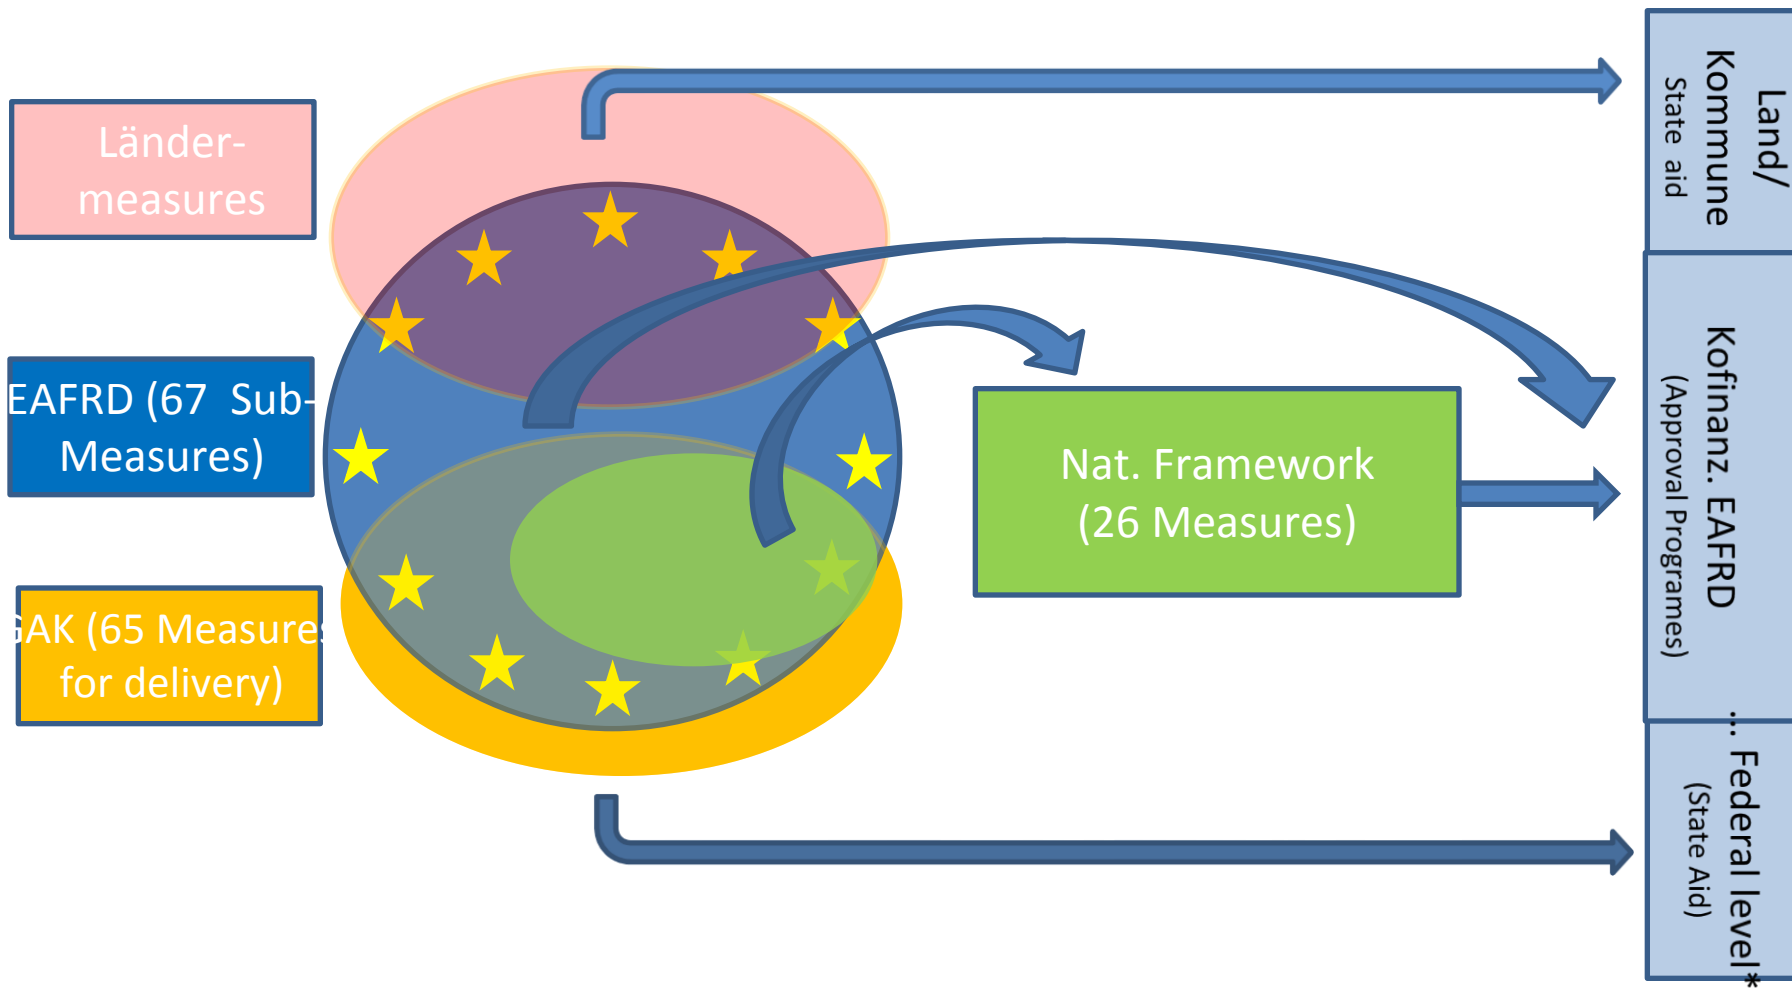 Länder-
measures
EAFRD (67 Sub-
Measures)
GAK (65 Measures
for delivery)
Nat. Framework
(26 Measures)
Land/
Kommune
State aid
Kofinanz. EAFRD
(Approval Programes)
... Federal level*
(State Aid)